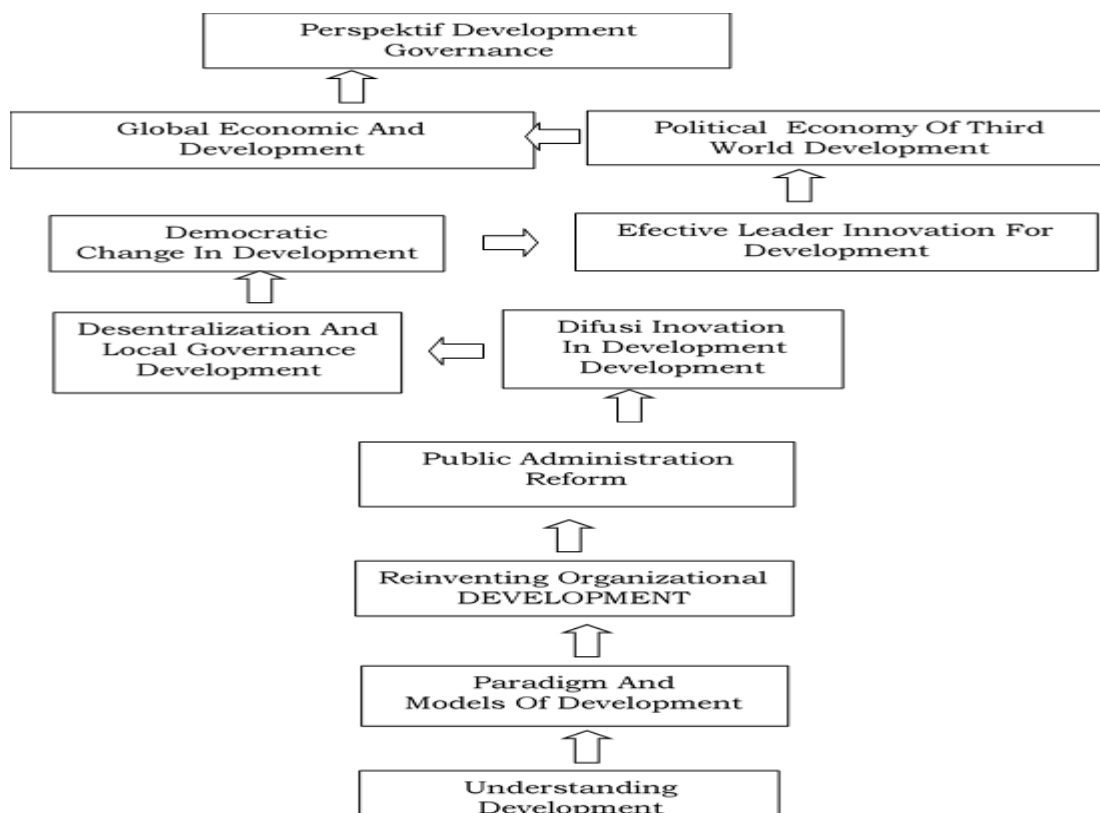 Perspektif Development
Governance
Global Economic And
Development
Political Economy Of Third
World Development
Democratic
Change In Development
Efective Leader Innovation For
Development
Desentralization And
Local Governance
Development
Difusi Inovation
In Development
Development
Public Administration
Reform
Reinventing Organizational
DEVELOPMENT
Paradigm And
Models Of Development
Understanding
Development